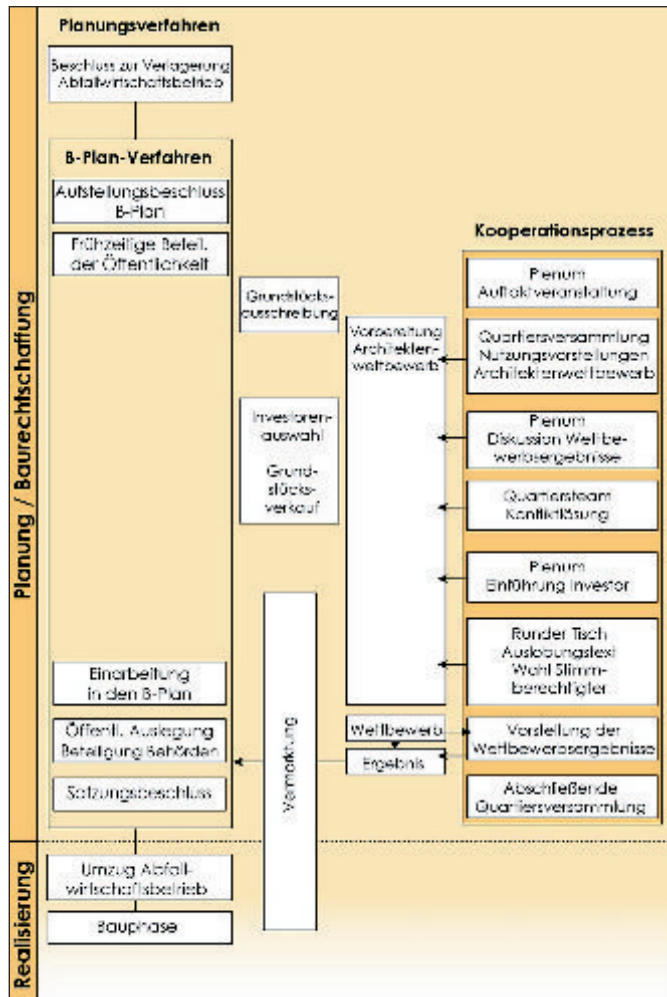 Planungsverfahren
Beschluss zur Verlagerung
Abfallwirtschaftsbetrieb
B-Plan-Verfahren
Aufstellungsbeschluss
B-Plan
Frühzeitige Beteil.
der Öffentlichkeit
Einarbeitung
in den B-Plan
Öffentl. Auslegung
Beteiligung Behörden
Satzungsbeschluss
Umzug Abfall-
wirtschaftsbetrieb
Bauphase
Grundstücks-
ausschreibung
Investoren-
auswahl
Grund-
stücks-
verkauf
Vermarktung
Vorbereitung
Architekten-
wettbewerb
Wettbewerb
Ergebnis
Kooperationsprozess
Plenum
Auftaktveranstaltung
Quartiersversammlung
Nutzungsvorstellungen
Architektenwettbewerb
Plenum
Diskussion Wettbe-
werbsergebnisse
Quartiersteam
Konfliktlösung
Plenum
Einführung Investor
Runder Tisch
Auslobungstext
Wahl Stimm-
berechtigter
Vorstellung der
Wettbewerbsergebnisse
Abschließende
Quartiersversammlung
Planung / Baurechtschaffung
Realisierung